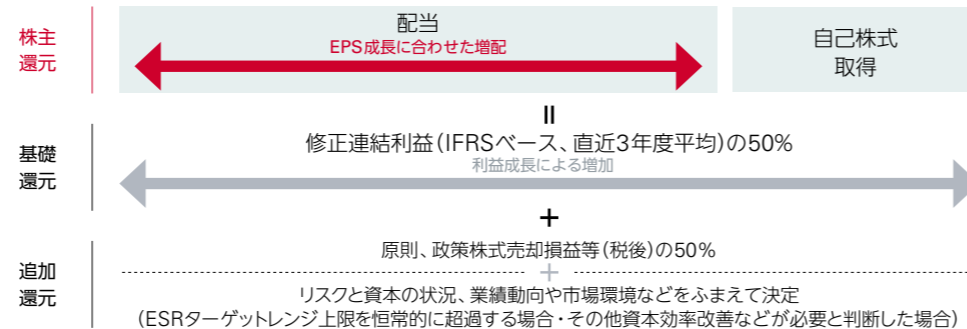 株主
還元
配当
EPS成長に合わせた増配
自己株式
取得
=
基礎
還元
修正連結利益(IFRSベース、直近3年度平均)の50%
利益成長による増加
+
追加
還元
原則、政策株式売却損益等(税後)の50%
+
リスクと資本の状況、業績動向や市場環境などをふまえて決定
(ESRターゲットレンジ上限を恒常的に超過する場合・その他資本効率改善などが必要と判断した場合)